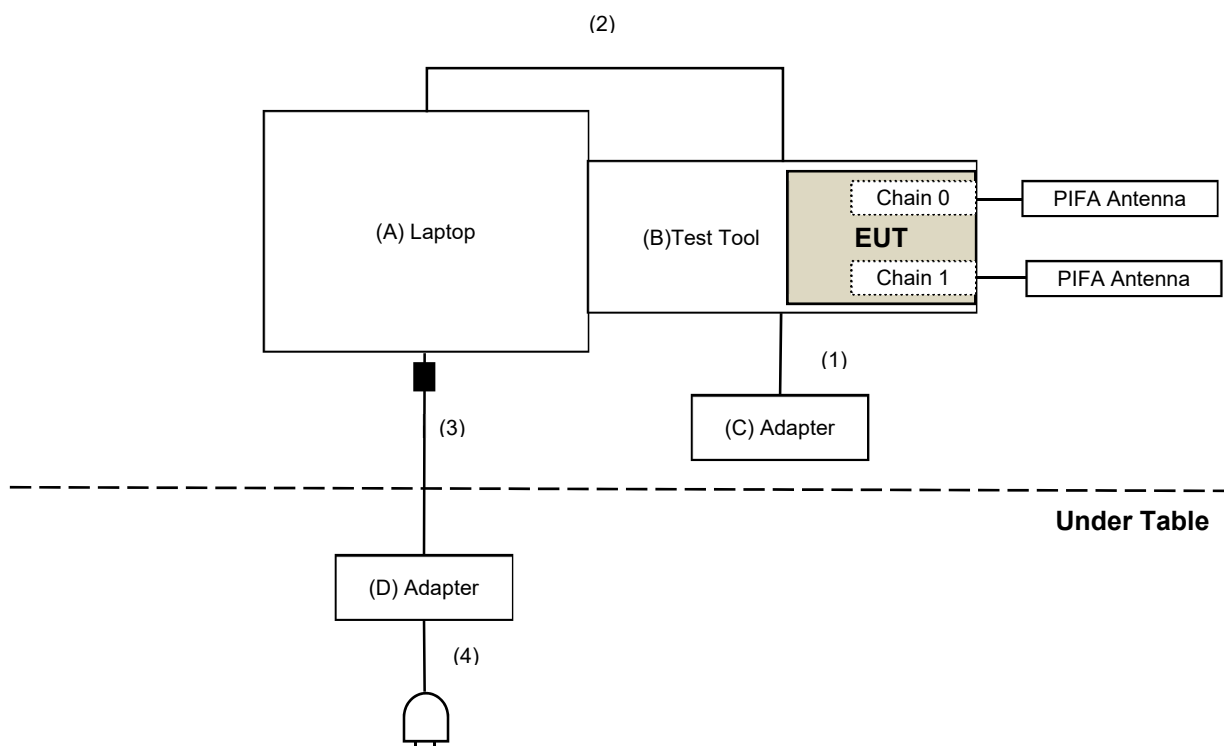 (2)
Chain 0
PIFA Antenna
(A) Laptop
(B)Test Tool
EUT
Chain 1
PIFA Antenna
(1)
(3)
(C) Adapter
Under Table
(D) Adapter
(4)